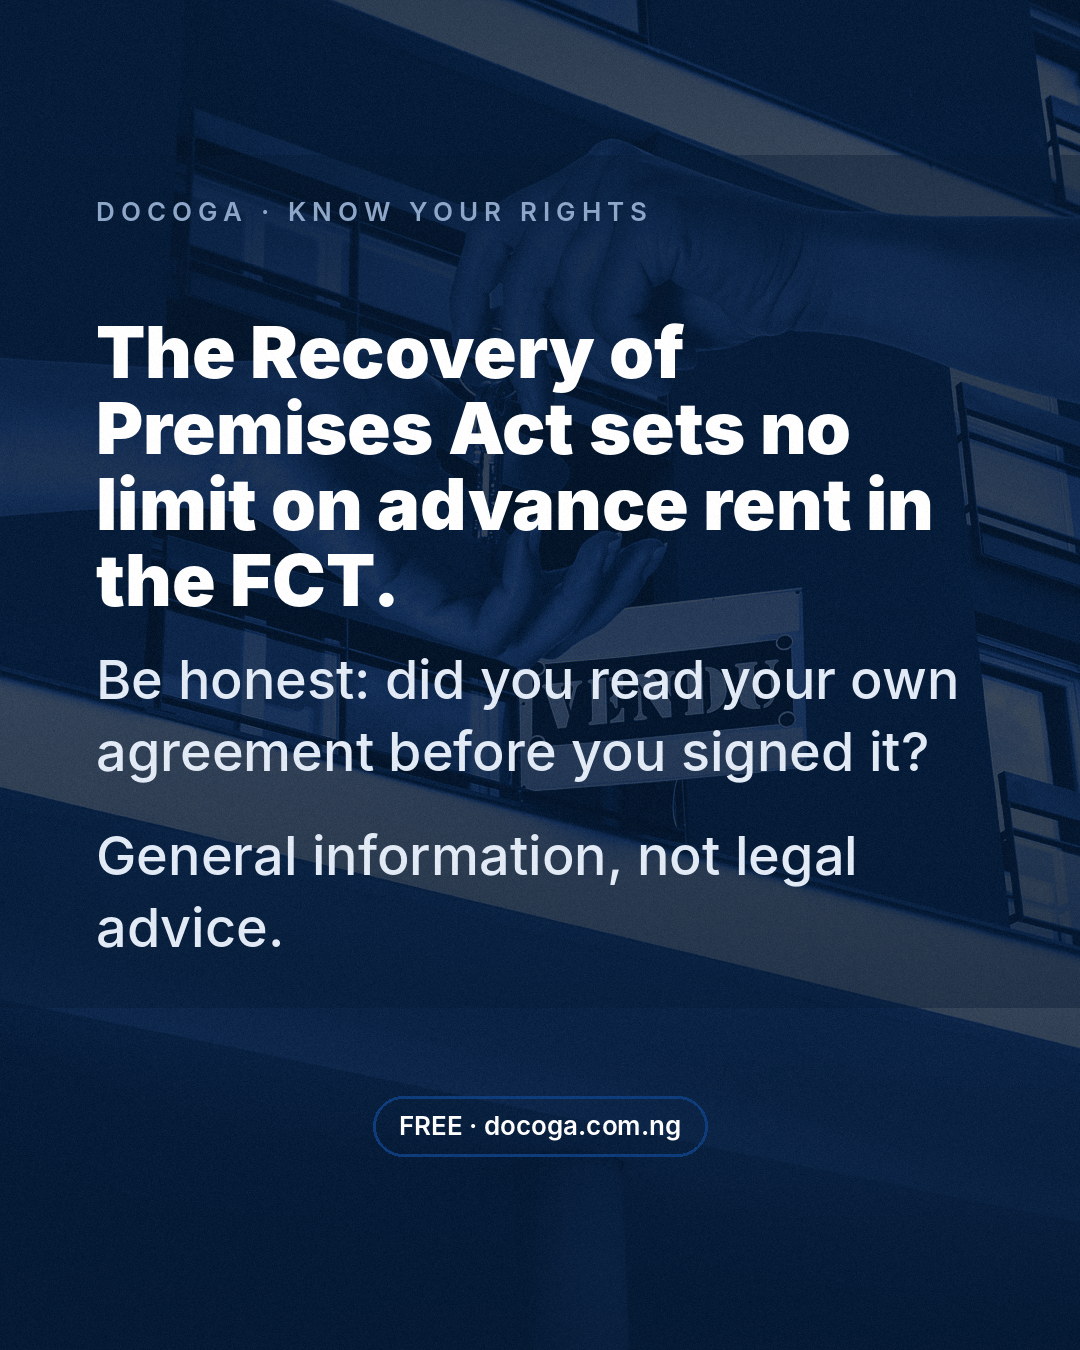 DOCOGA · KNOW YOUR RIGHTS
The Recovery of
Premises Act sets no
limit on advance rent in
the FCT.
Be honest: did you read your own
agreement before you signed it?
VENDU
General information, not legal
advice.
FREE · docoga.com.ng